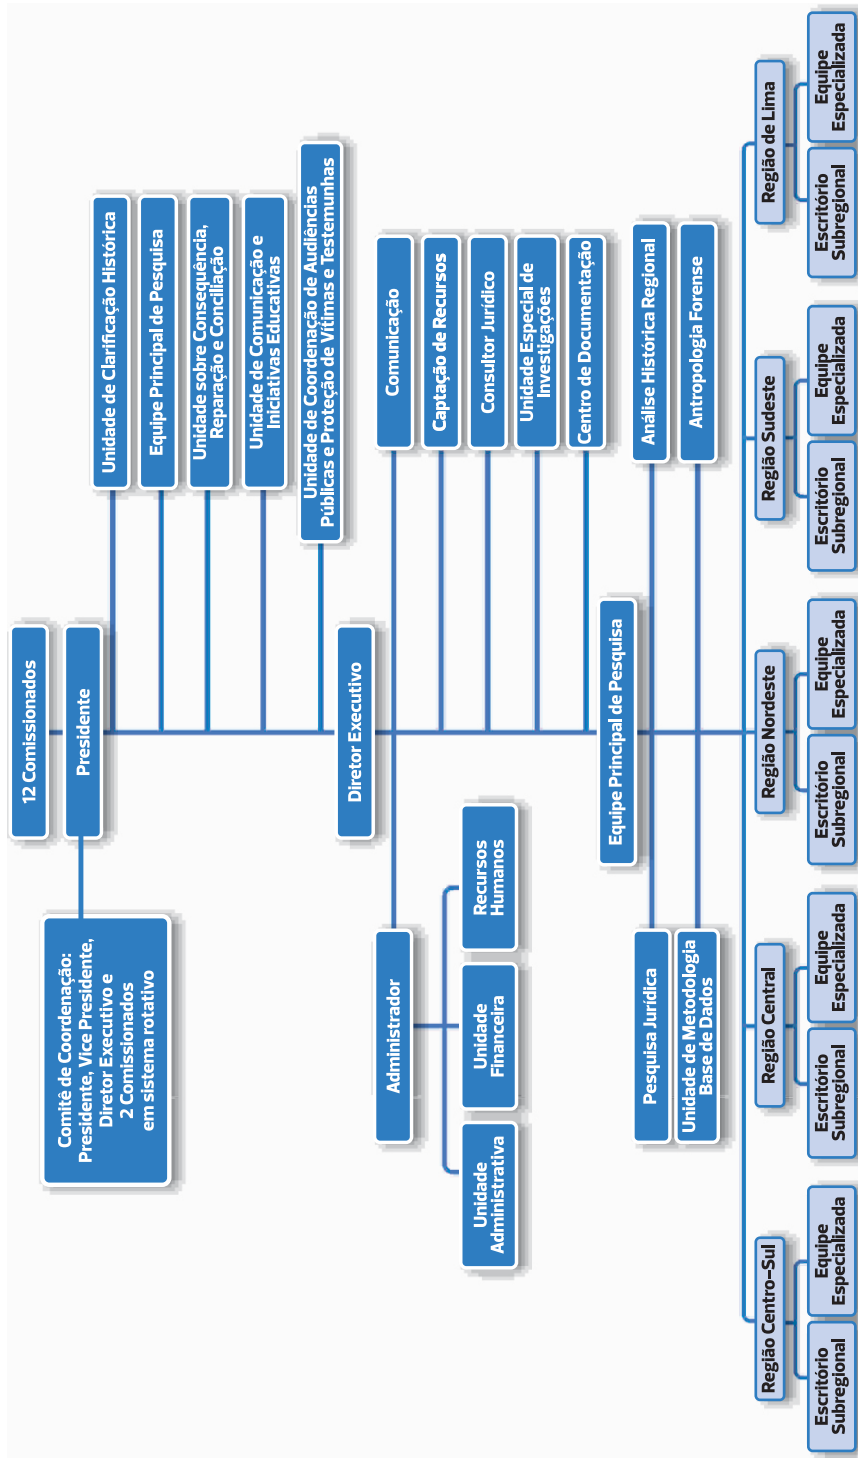 12 Comissionados
Presidente
Comitê de Coordenação:
Presidente, Vice Presidente,
Diretor Executivo e
2 Comissionados
em sistema rotativo
Unidade de Clarificação Histórica
Equipe Principal de Pesquisa
Unidade sobre Consequência,
Reparação e Conciliação
Unidade de Comunicação e
Iniciativas Educativas
Unidade de Coordenação de Audiências
Públicas e Proteção de Vítimas e Testemunhas
Diretor Executivo
Administrador
Unidade
Administrativa
Unidade
Financeira
Recursos
Humanos
Comunicação
Captação de Recursos
Consultor Jurídico
Unidade Especial de
Investigações
Centro de Documentação
Equipe Principal de Pesquisa
Pesquisa Jurídica
Unidade de Metodologia
Base de Dados
Análise Histórica Regional
Antropologia Forense
Região Centro–Sul
Escritório
Subregional
Equipe
Especializada
Região Central
Escritório
Subregional
Equipe
Especializada
Região Nordeste
Escritório
Subregional
Equipe
Especializada
Região Sudeste
Escritório
Subregional
Equipe
Especializada
Região de Lima
Escritório
Subregional
Equipe
Especializada